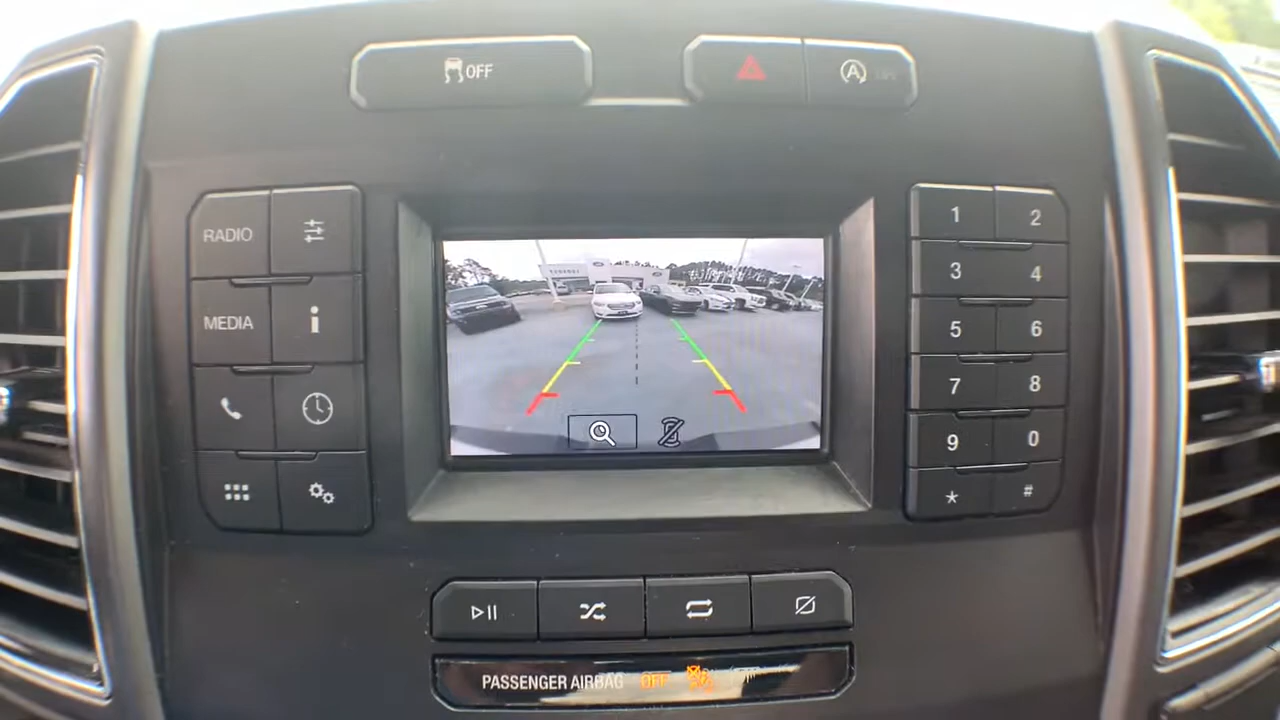 OFF
A
RADIO
MEDIA
i
1 2
3 4
5 6
7 8
9 0
* #
PASSENGER AIRBAG OFF